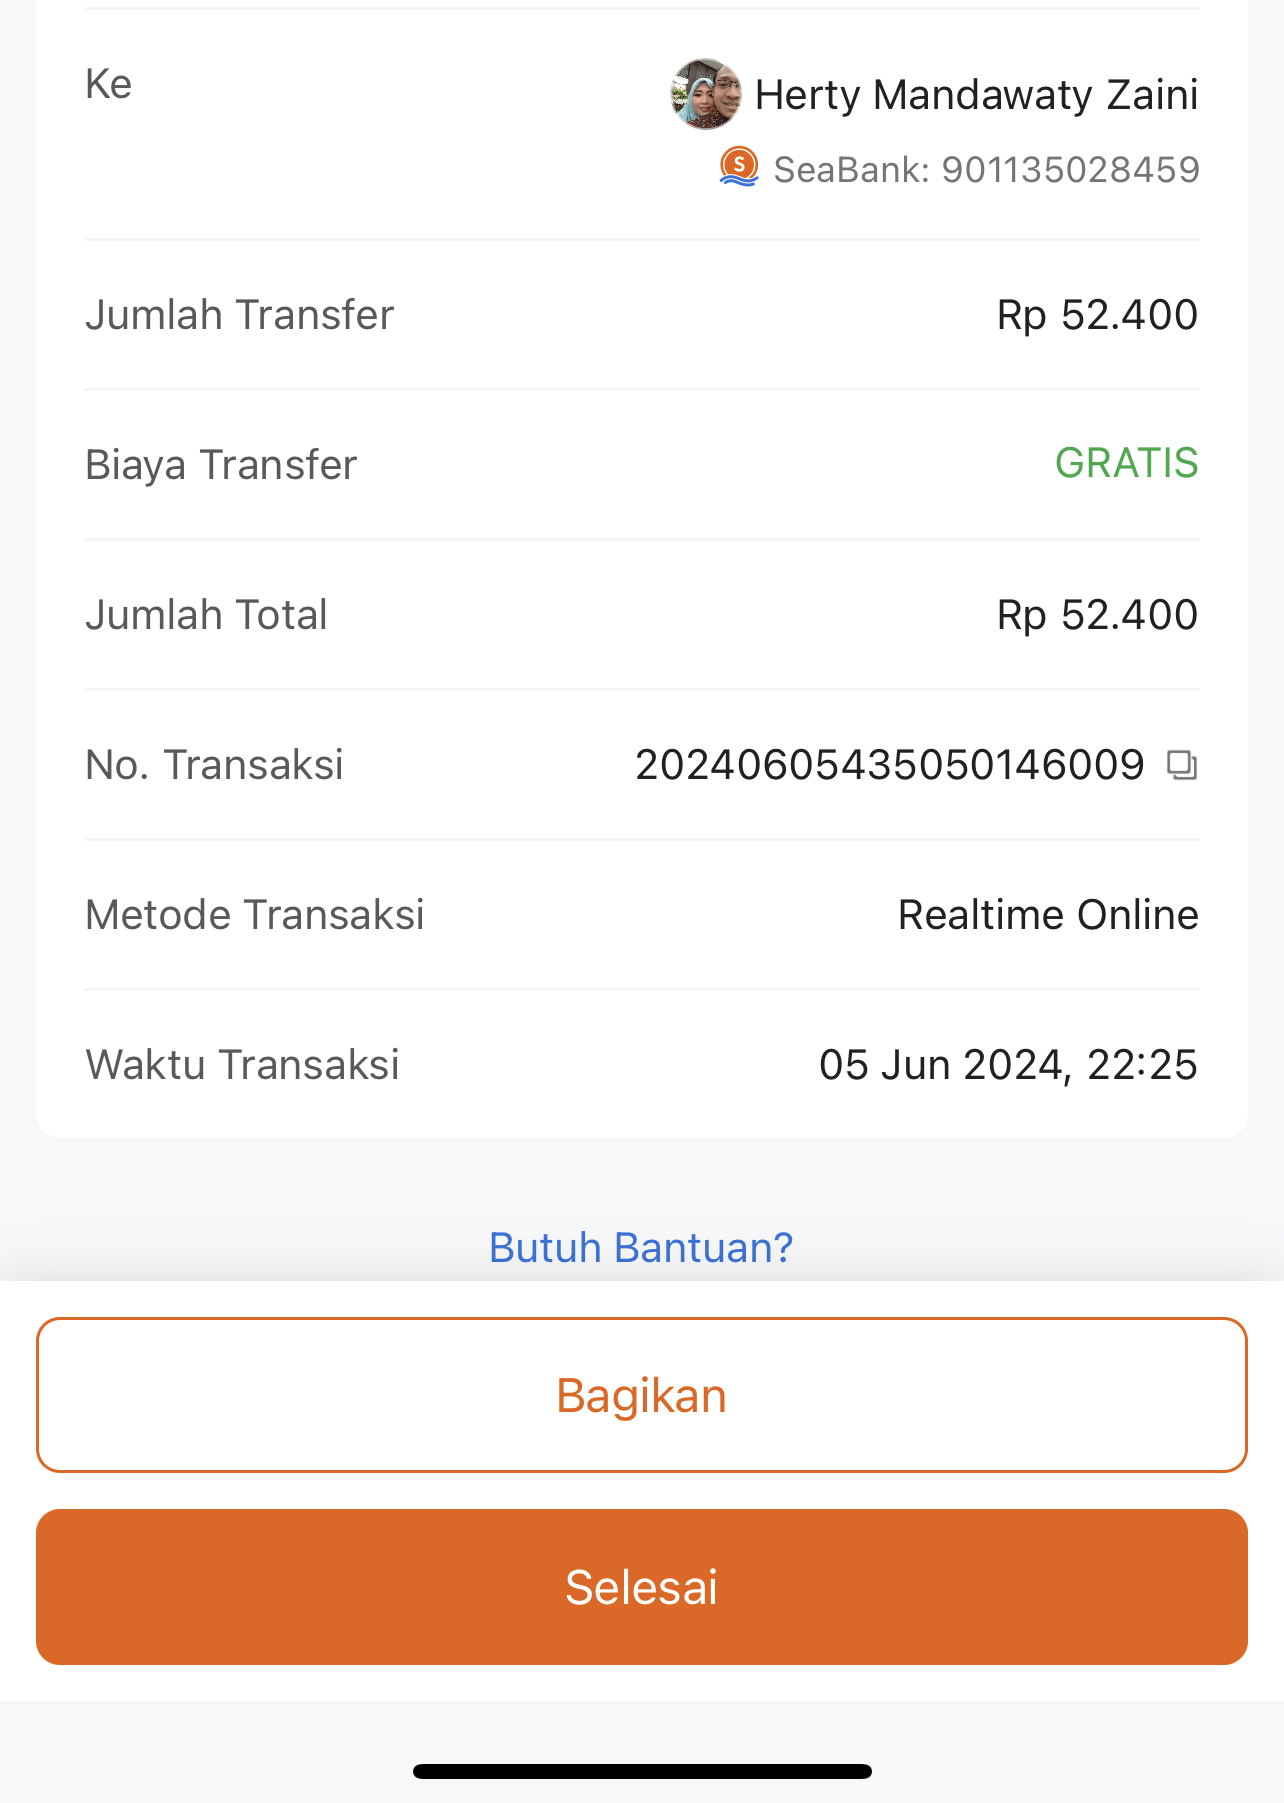 Ke
Herty Mandawaty Zaini
S
SeaBank: 901135028459
Jumlah Transfer
Rp 52.400
Biaya Transfer
GRATIS
Jumlah Total
Rp 52.400
No. Transaksi
20240605435050146009
Metode Transaksi
Realtime Online
Waktu Transaksi
05 Jun 2024, 22:25
Butuh Bantuan?
Bagikan
Selesai